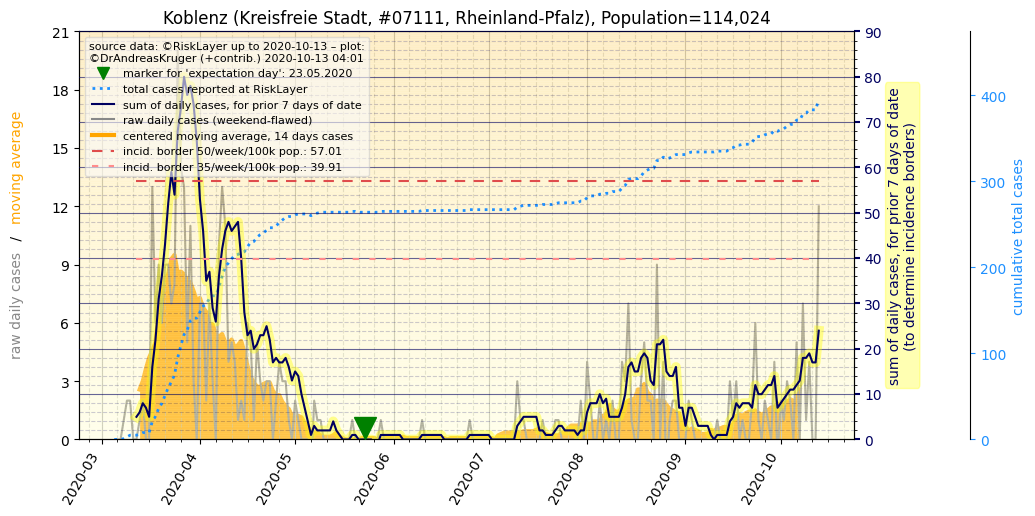 Koblenz (Kreisfreie Stadt, #07111, Rheinland-Pfalz), Population=114,024
source data: ©RiskLayer up to 2020-10-13 – plot:
©DrAndreasKruger (+contrib.) 2020-10-13 04:01
marker for 'expectation day': 23.05.2020
total cases reported at RiskLayer
sum of daily cases, for prior 7 days of date
raw daily cases (weekend-flawed)
centered moving average, 14 days cases
incid. border 50/week/100k pop.: 57.01
incid. border 35/week/100k pop.: 39.91
raw daily cases / moving average
21
18
15
12
9
6
3
0
90
80
70
60
50
40
30
20
10
0
sum of daily cases, for prior 7 days of date
(to determine incidence borders)
400
300
200
100
0
cumulative total cases
2020-03
2020-04
2020-05
2020-06
2020-07
2020-08
2020-09
2020-10